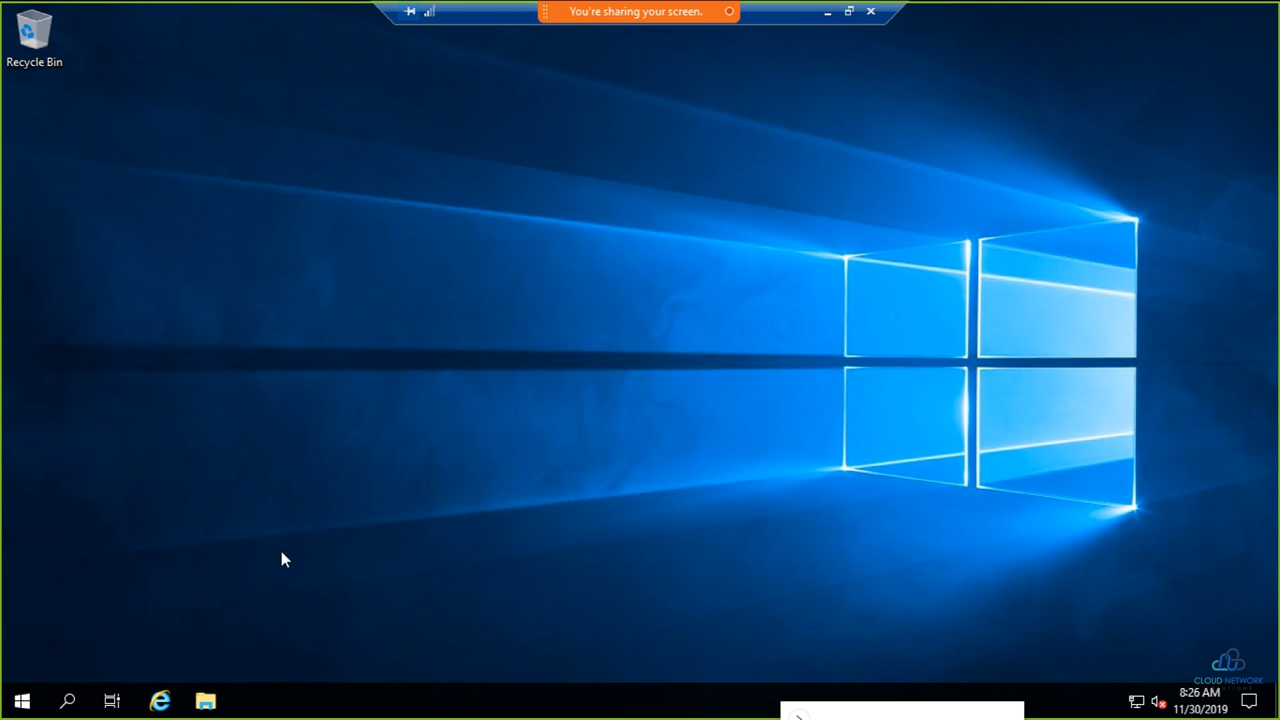 You're sharing your screen.
Recycle Bin
CLOUD NETWORK
8:26 AM
11/30/2019